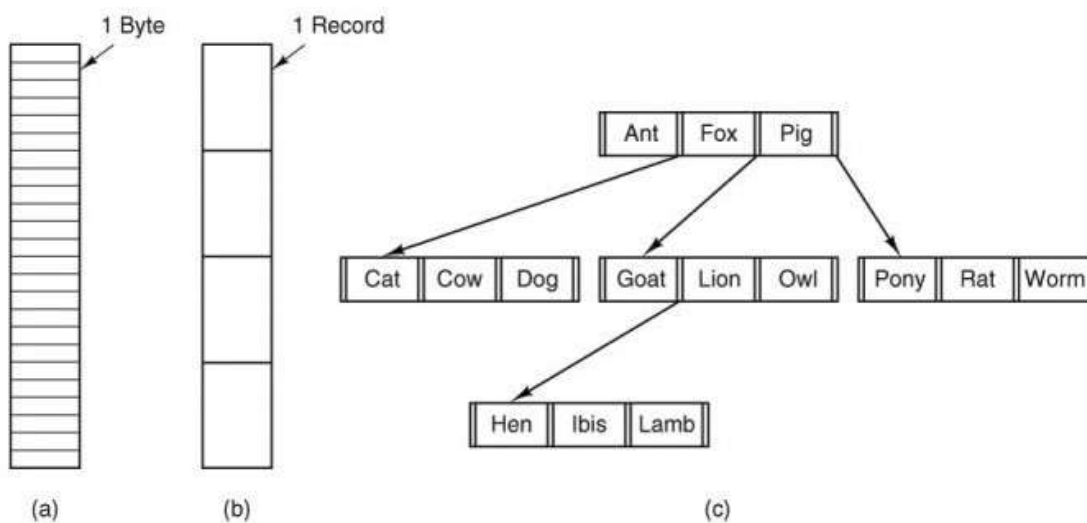 1 Byte
1 Record
Ant Fox Pig
Cat Cow Dog
Goat Lion Owl
Pony Rat Worm
Hen Ibis Lamb
(a)
(b)
(c)